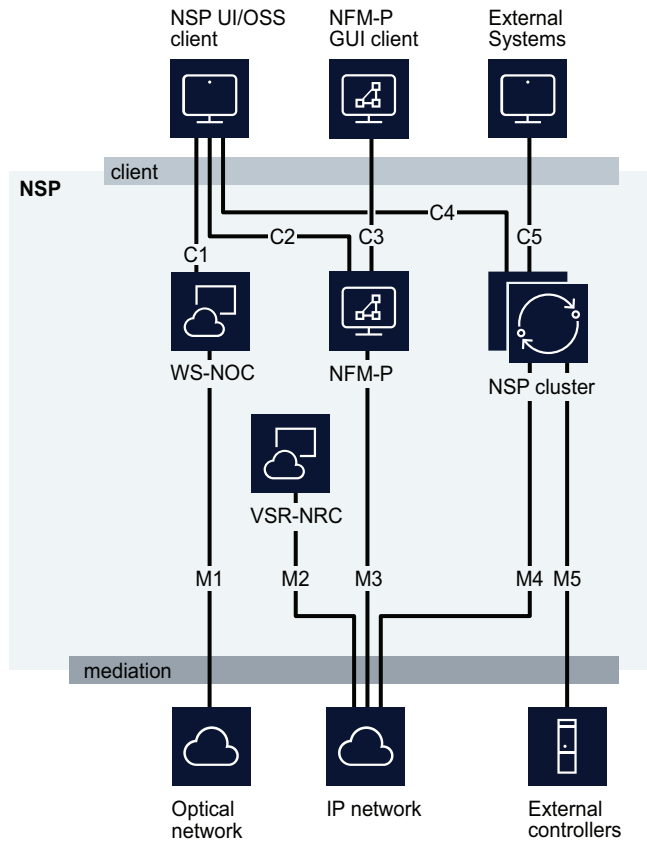 NSP UI/OSS
client
NFM-P
GUI client
External
Systems
client
NSP
C4
C2
C3
C5
C1
WS-NOC
NFM-P
NSP cluster
VSR-NRC
M1
M2
M3
M4
M5
mediation
Optical
network
IP network
External
controllers